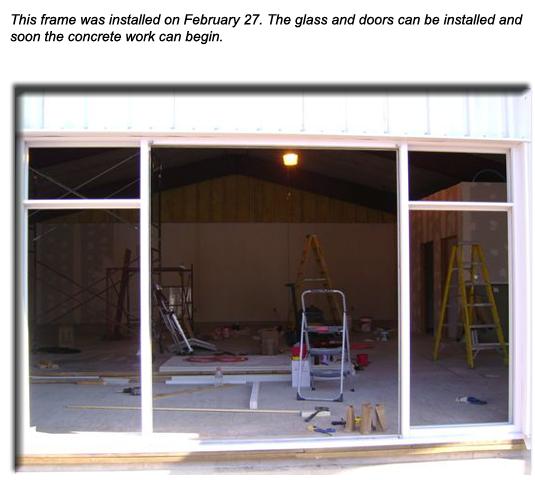 This frame was installed on February 27. The glass and doors can be installed and
soon the concrete work can begin.